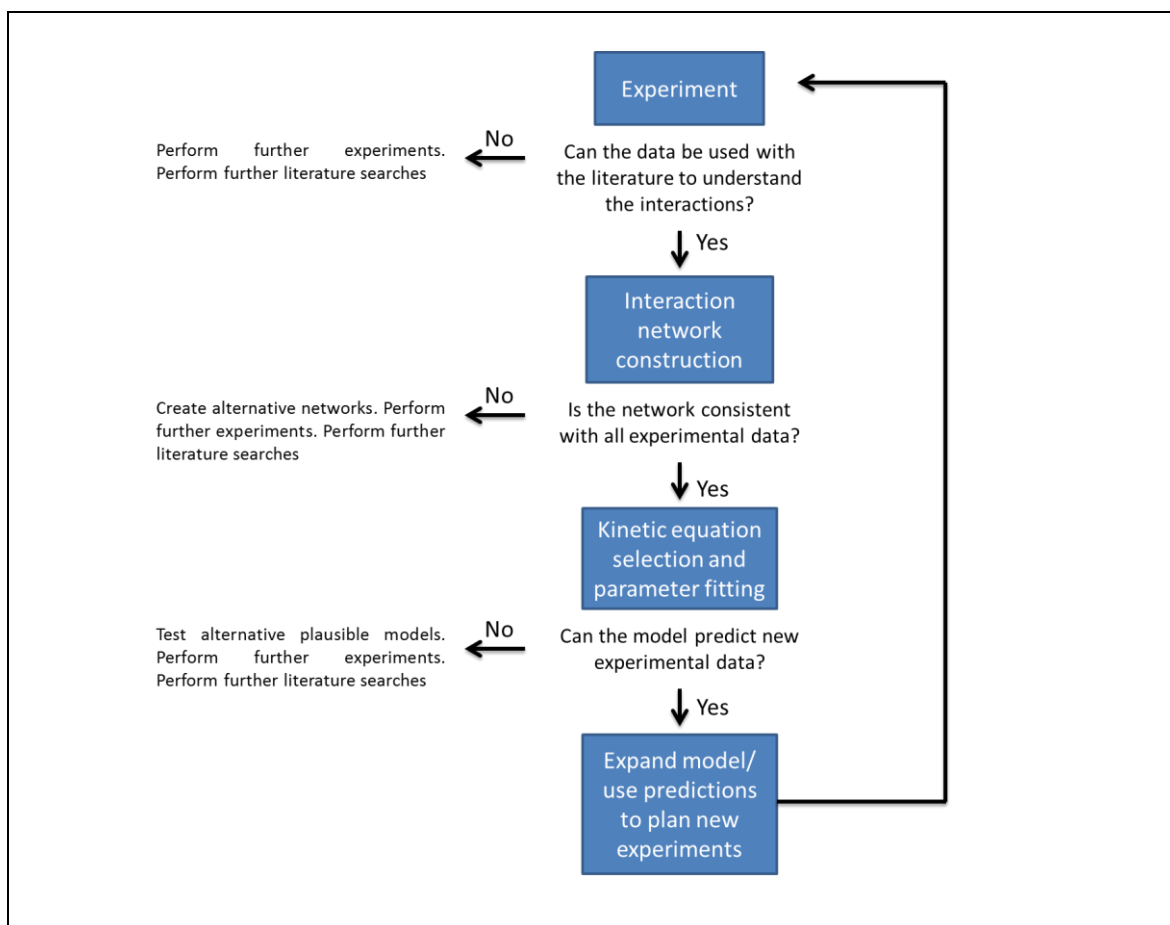 Experiment
No
Perform further experiments.
Perform further literature searches
Can the data be used with
the literature to understand
the interactions?
Yes
Interaction
network
construction
No
Create alternative networks. Perform
further experiments. Perform further
literature searches
Is the network consistent
with all experimental data?
Yes
Kinetic equation
selection and
parameter fitting
No
Test alternative plausible models.
Perform further experiments.
Perform further literature searches
Can the model predict new
experimental data?
Yes
Expand model/
use predictions
to plan new
experiments